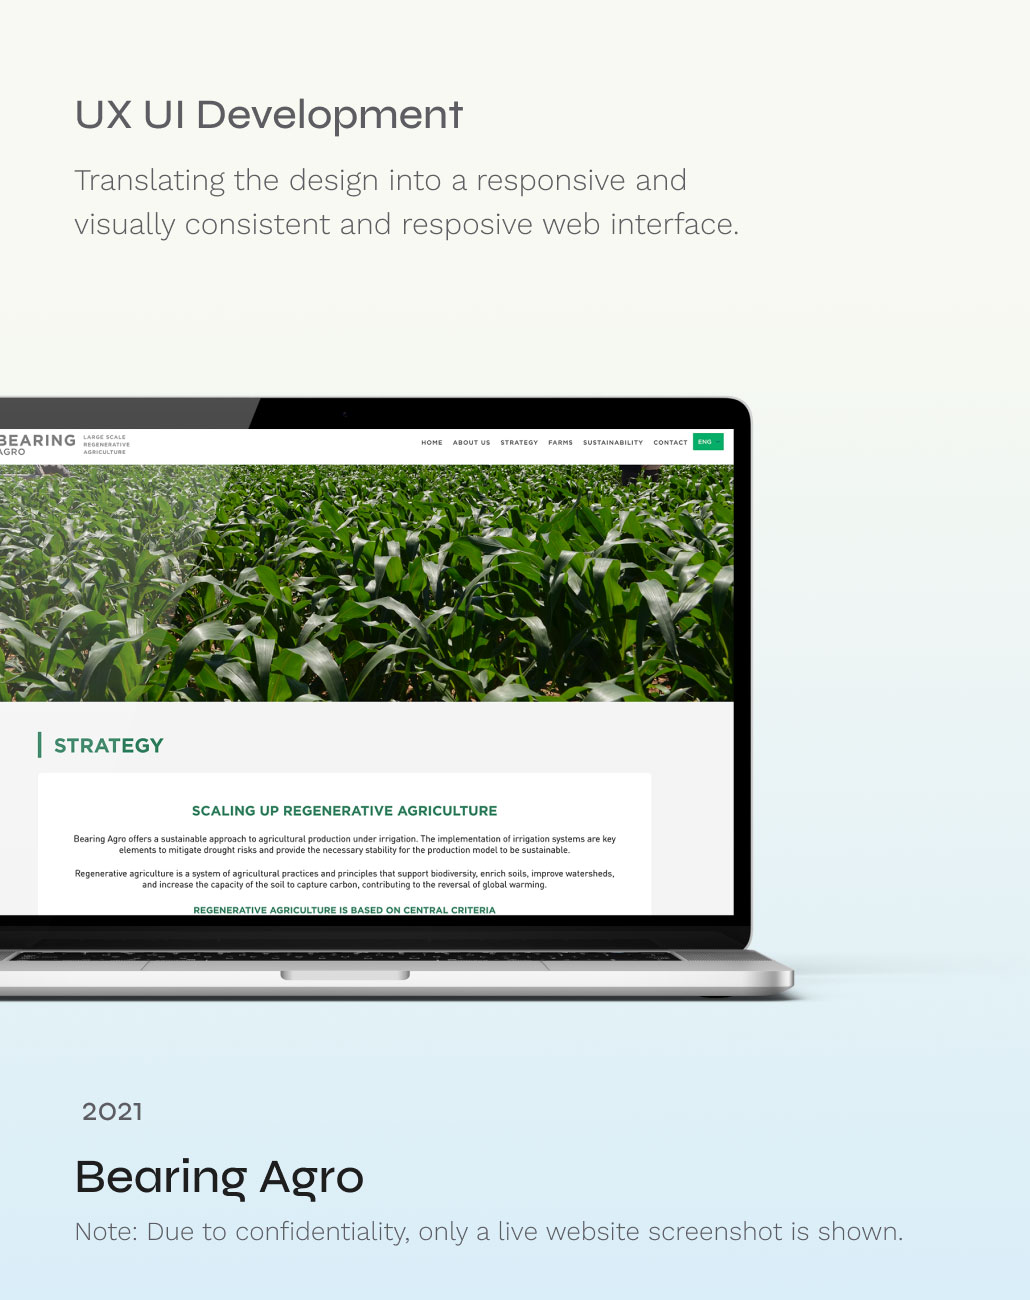 UX UI Development
Translating the design into a responsive and
visually consistent and resposive web interface.
BEARING
AGRO
LARGE SCALE
REGENERATIVE
AGRICULTURE
HOME ABOUT US STRATEGY FARMS SUSTAINABILITY CONTACT ENG
STRATEGY
SCALING UP REGENERATIVE AGRICULTURE
Bearing Agro offers a sustainable approach to agricultural production under irrigation. The implementation of irrigation systems are key
elements to mitigate drought risks and provide the necessary stability for the production model to be sustainable.
Regenerative agriculture is a system of agricultural practices and principles that support biodiversity, enrich soils, improve watersheds,
and increase the capacity of the soil to capture carbon, contributing to the reversal of global warming.
REGENERATIVE AGRICULTURE IS BASED ON CENTRAL CRITERIA
2021
Bearing Agro
Note: Due to confidentiality, only a live website screenshot is shown.